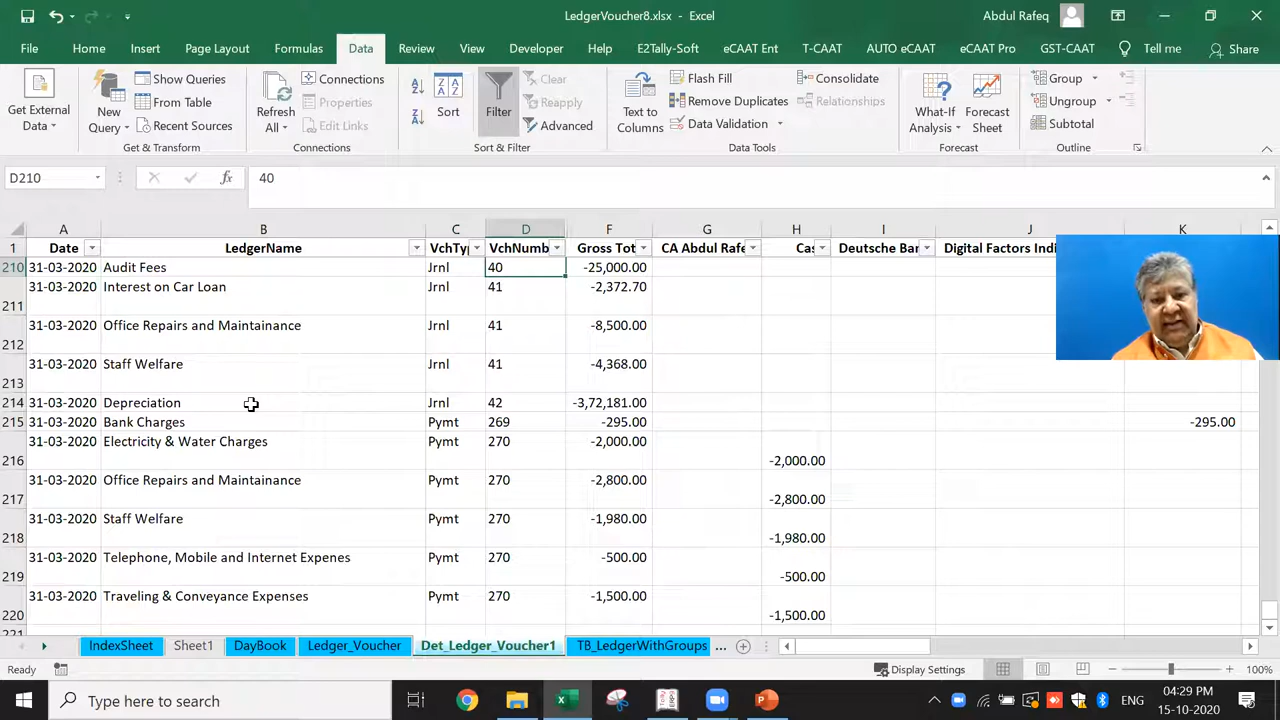 LedgerVoucher8.xlsx - Excel
Abdul Rafeq
File Home Insert Page Layout Formulas Data Review View Developer Help E2Tally-Soft eCAAT Ent T-CAAT AUTO eCAAT eCAAT Pro GST-CAAT Tell me Share
Get External Data
New Query
Show Queries
From Table
Recent Sources
Get & Transform
Refresh All
Connections
Properties
Edit Links
Connections
Sort
Filter
Clear
Reapply
Advanced
Sort & Filter
Text to Columns
Flash Fill
Remove Duplicates
Data Validation
Consolidate
Relationships
Data Tools
What-If Analysis
Forecast Sheet
Forecast
Group
Ungroup
Subtotal
Outline
D210 fx 40
A B C D F G H I J K
1 Date LedgerName VchTy VchNumb Gross Tot CA Abdul Rafe Cas Deutsche Ban Digital Factors Indi
210 31-03-2020 Audit Fees Jrnl 40 -25,000.00
211 31-03-2020 Interest on Car Loan Jrnl 41 -2,372.70
212 31-03-2020 Office Repairs and Maintainance Jrnl 41 -8,500.00
213 31-03-2020 Staff Welfare Jrnl 41 -4,368.00
214 31-03-2020 Depreciation Jrnl 42 -3,72,181.00
215 31-03-2020 Bank Charges Pymt 269 -295.00 -295.00
216 31-03-2020 Electricity & Water Charges Pymt 270 -2,000.00 -2,000.00
217 31-03-2020 Office Repairs and Maintainance Pymt 270 -2,800.00 -2,800.00
218 31-03-2020 Staff Welfare Pymt 270 -1,980.00 -1,980.00
219 31-03-2020 Telephone, Mobile and Internet Expenes Pymt 270 -500.00 -500.00
220 31-03-2020 Traveling & Conveyance Expenses Pymt 270 -1,500.00 -1,500.00
IndexSheet Sheet1 DayBook Ledger_Voucher Det_Ledger_Voucher1 TB_LedgerWithGroups ...
Ready Display Settings 100%
Type here to search
ENG
04:29 PM
15-10-2020